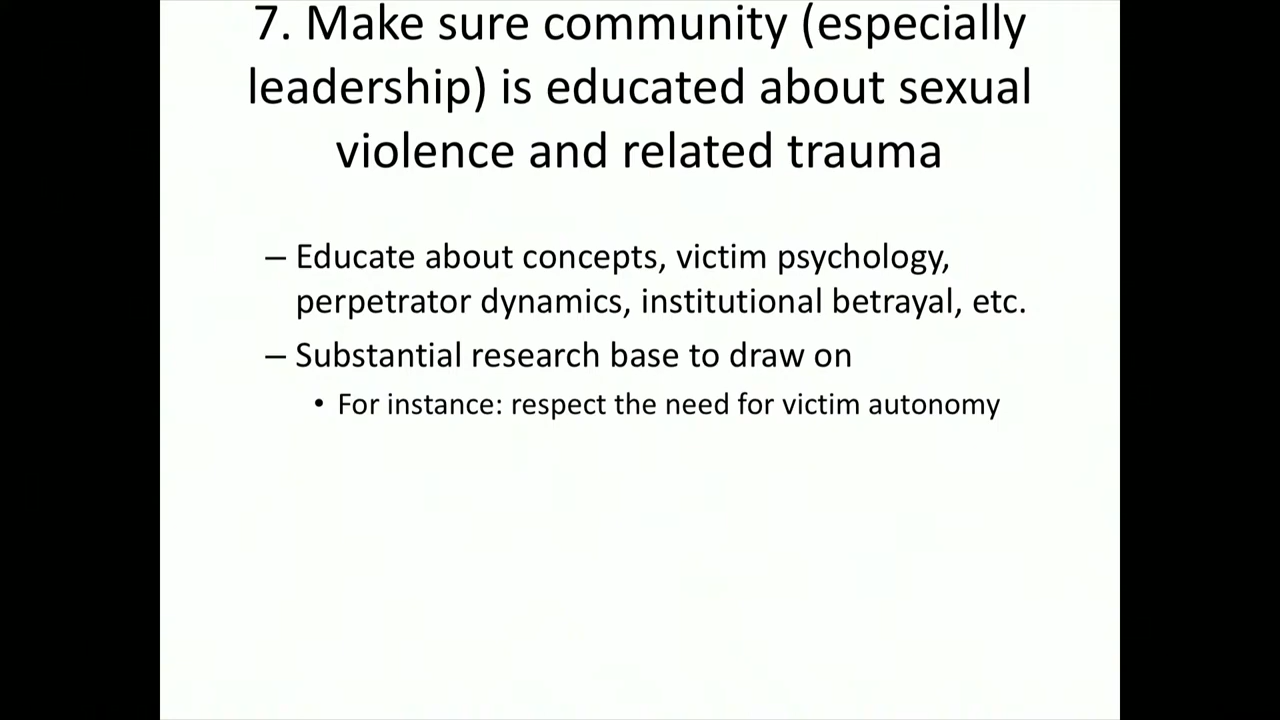 7. Make sure community (especially
leadership) is educated about sexual
violence and related trauma
– Educate about concepts, victim psychology,
perpetrator dynamics, institutional betrayal, etc.
– Substantial research base to draw on
• For instance: respect the need for victim autonomy